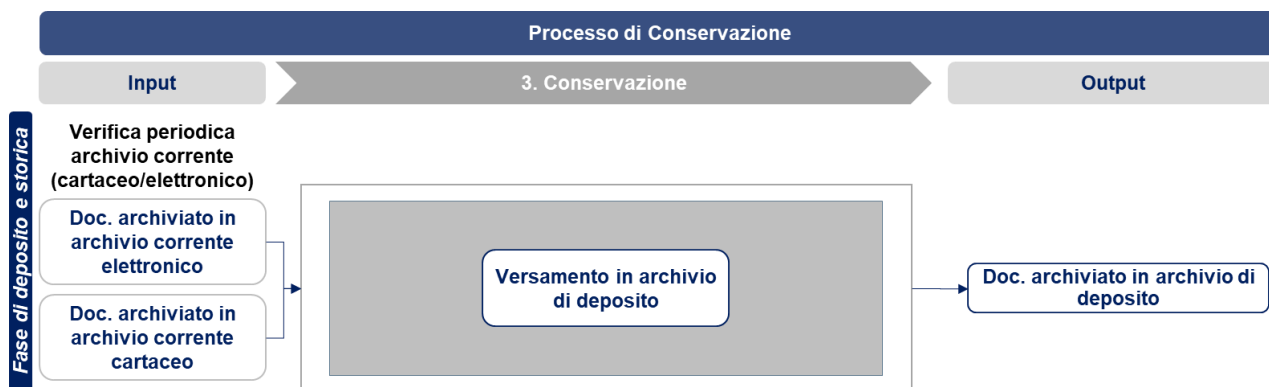 Processo di Conservazione
Input
3. Conservazione
Output
Fase di deposito e storica
Verifica periodica
archivio corrente
(cartaceo/elettronico)
Doc. archiviato in
archivio corrente
elettronico
Doc. archiviato in
archivio corrente
cartaceo
Versamento in archivio
di deposito
Doc. archiviato in archivio di
deposito